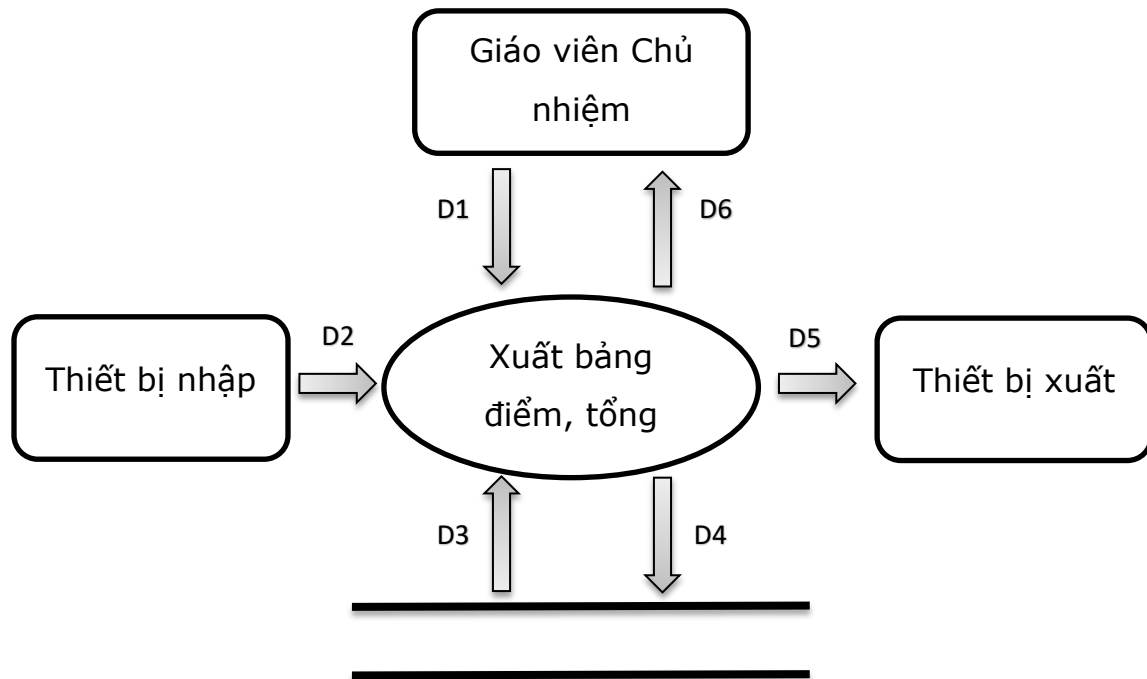 Giáo viên Chủ
nhiệm
D1
D6
Thiết bị nhập
D2
Xuất bảng
điểm, tổng
D5
Thiết bị xuất
D3
D4